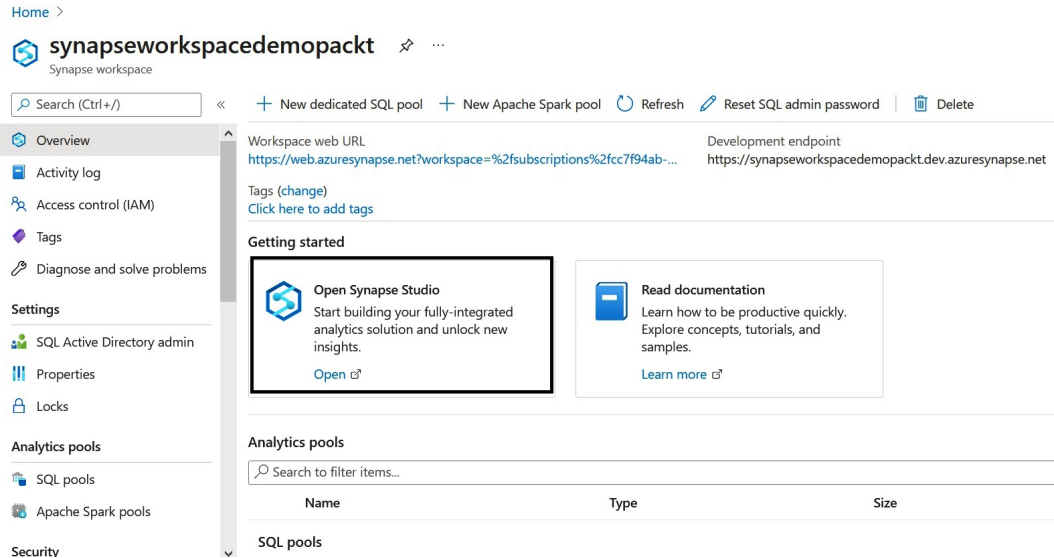 Home >
synapseworkspacedemopackt ...
Synapse workspace
Search (Ctrl+/) «
New dedicated SQL pool New Apache Spark pool Refresh Reset SQL admin password Delete
Overview
Activity log
Access control (IAM)
Tags
Diagnose and solve problems
Settings
SQL Active Directory admin
Properties
Locks
Analytics pools
SQL pools
Apache Spark pools
Security
Workspace web URL
https://web.azuresynapse.net?workspace=%2fsubscriptions%2fcc7f94ab-...
Development endpoint
https://synapseworkspacedemopackt.dev.azuresynapse.net
Tags (change)
Click here to add tags
Getting started
Open Synapse Studio
Start building your fully-integrated
analytics solution and unlock new
insights.
Open
Read documentation
Learn how to be productive quickly.
Explore concepts, tutorials, and
samples.
Learn more
Analytics pools
Search to filter items...
Name Type Size
SQL pools